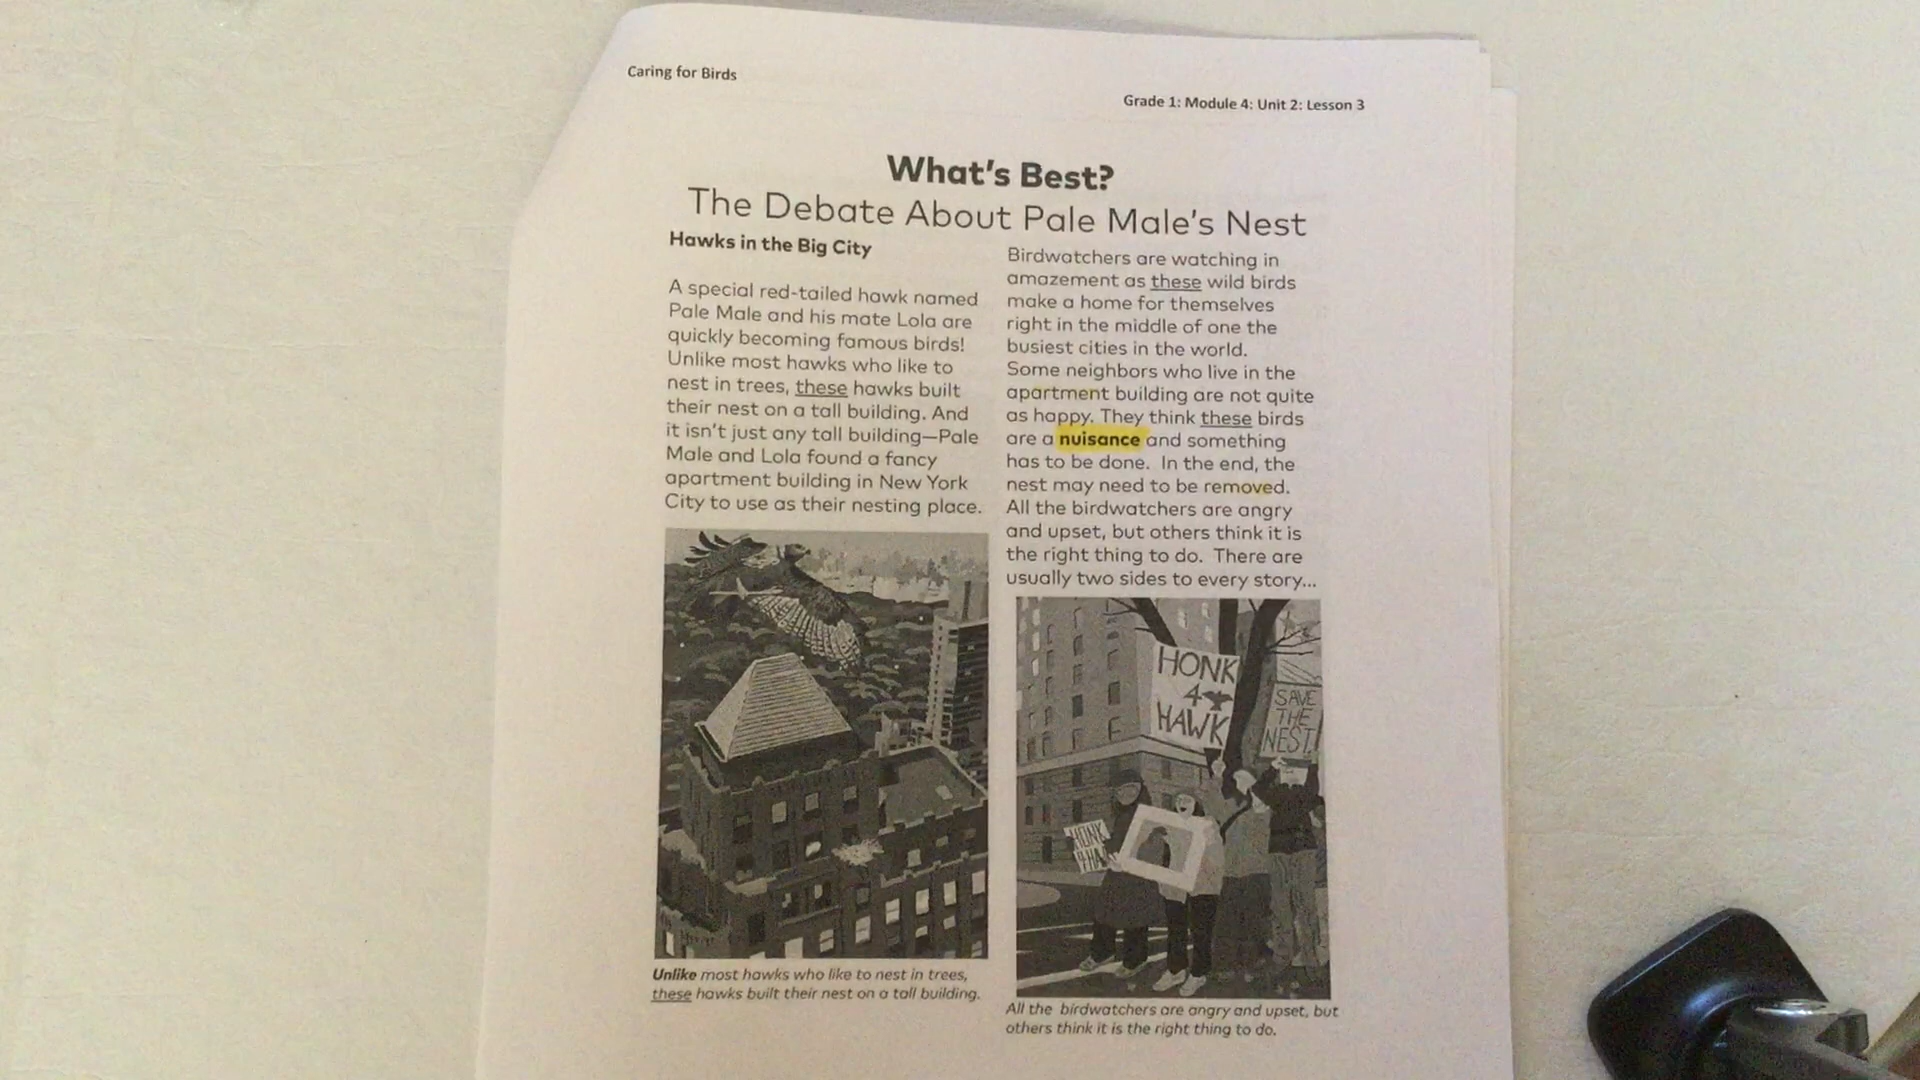 Caring for Birds
Grade 1: Module 4: Unit 2: Lesson 3
What's Best?
The Debate About Pale Male's Nest
Hawks in the Big City
A special red-tailed hawk named
Pale Male and his mate Lola are
quickly becoming famous birds!
Unlike most hawks who like to
nest in trees, these hawks built
their nest on a tall building. And
it isn't just any tall building—Pale
Male and Lola found a fancy
apartment building in New York
City to use as their nesting place.
Unlike most hawks who like to nest in trees,
these hawks built their nest on a tall building.
Birdwatchers are watching in
amazement as these wild birds
make a home for themselves
right in the middle of one the
busiest cities in the world.
Some neighbors who live in the
apartment building are not quite
as happy. They think these birds
are a nuisance and something
has to be done. In the end, the
nest may need to be removed.
All the birdwatchers are angry
and upset, but others think it is
the right thing to do. There are
usually two sides to every story...
HONK
4
HAWK
SAVE
THE
NEST
HONK
All the birdwatchers are angry and upset, but
others think it is the right thing to do.